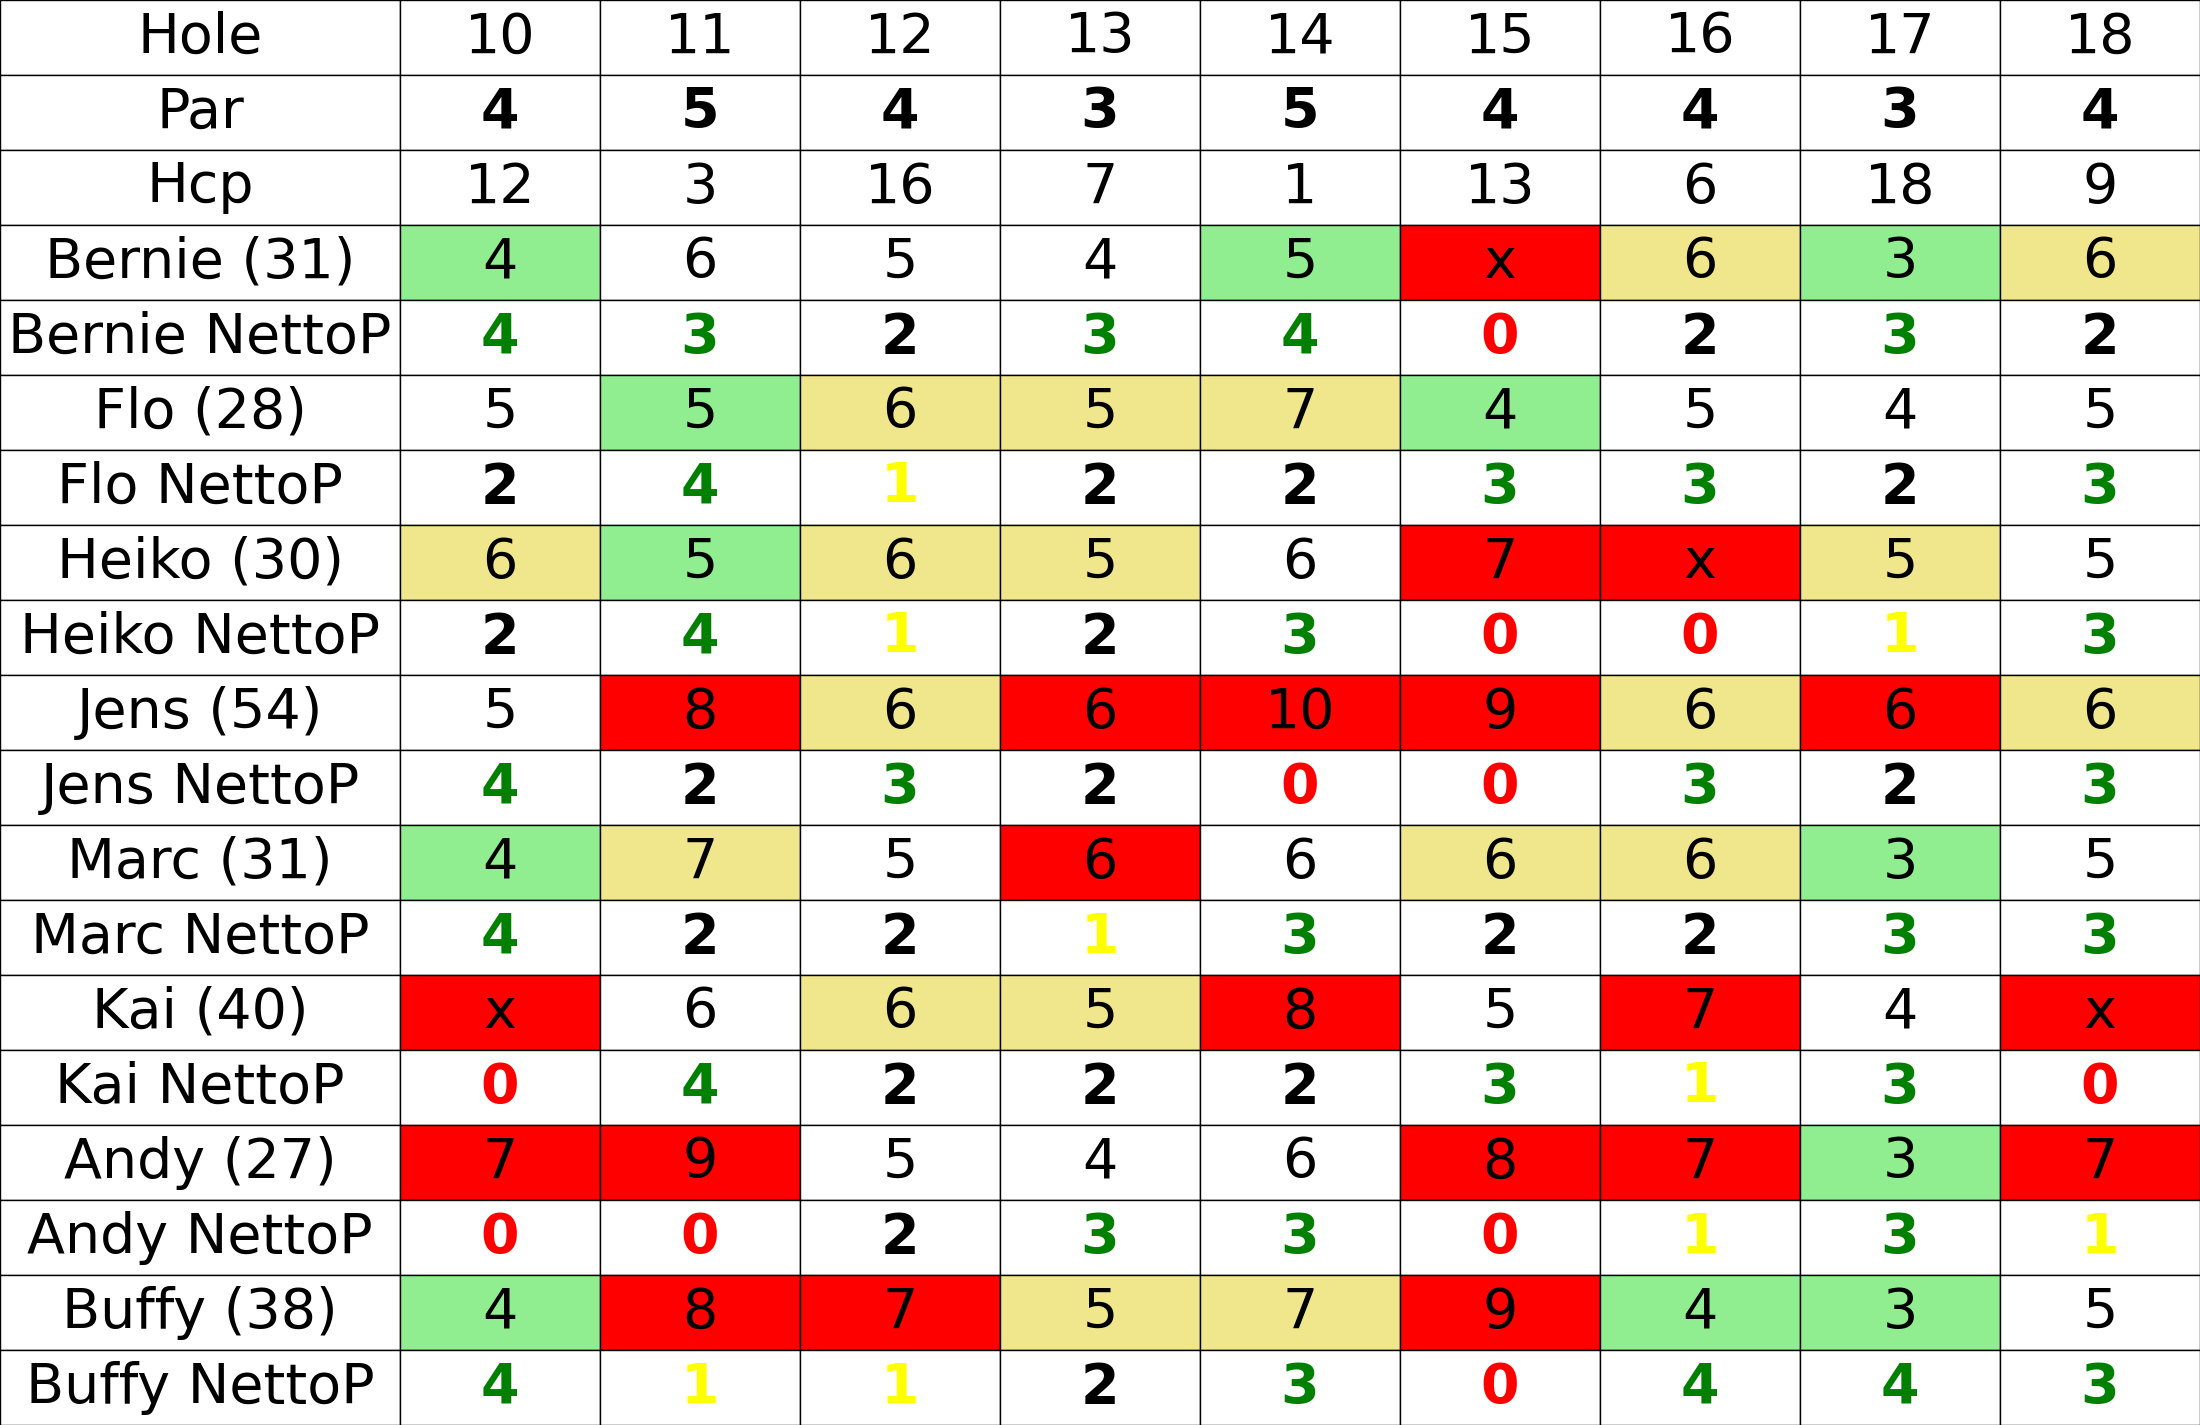 Hole 10 11 12 13 14 15 16 17 18
Par 4 5 4 3 5 4 4 3 4
Hcp 12 3 16 7 1 13 6 18 9
Bernie (31) 4 6 5 4 5 x 6 3 6
Bernie NettoP 4 3 2 3 4 0 2 3 2
Flo (28) 5 5 6 5 7 4 5 4 5
Flo NettoP 2 4 1 2 2 3 3 2 3
Heiko (30) 6 5 6 5 6 7 x 5 5
Heiko NettoP 2 4 1 2 3 0 0 1 3
Jens (54) 5 8 6 6 10 9 6 6 6
Jens NettoP 4 2 3 2 0 0 3 2 3
Marc (31) 4 7 5 6 6 6 6 3 5
Marc NettoP 4 2 2 1 3 2 2 3 3
Kai (40) x 6 6 5 8 5 7 4 x
Kai NettoP 0 4 2 2 2 3 1 3 0
Andy (27) 7 9 5 4 6 8 7 3 7
Andy NettoP 0 0 2 3 3 0 1 3 1
Buffy (38) 4 8 7 5 7 9 4 3 5
Buffy NettoP 4 1 1 2 3 0 4 4 3